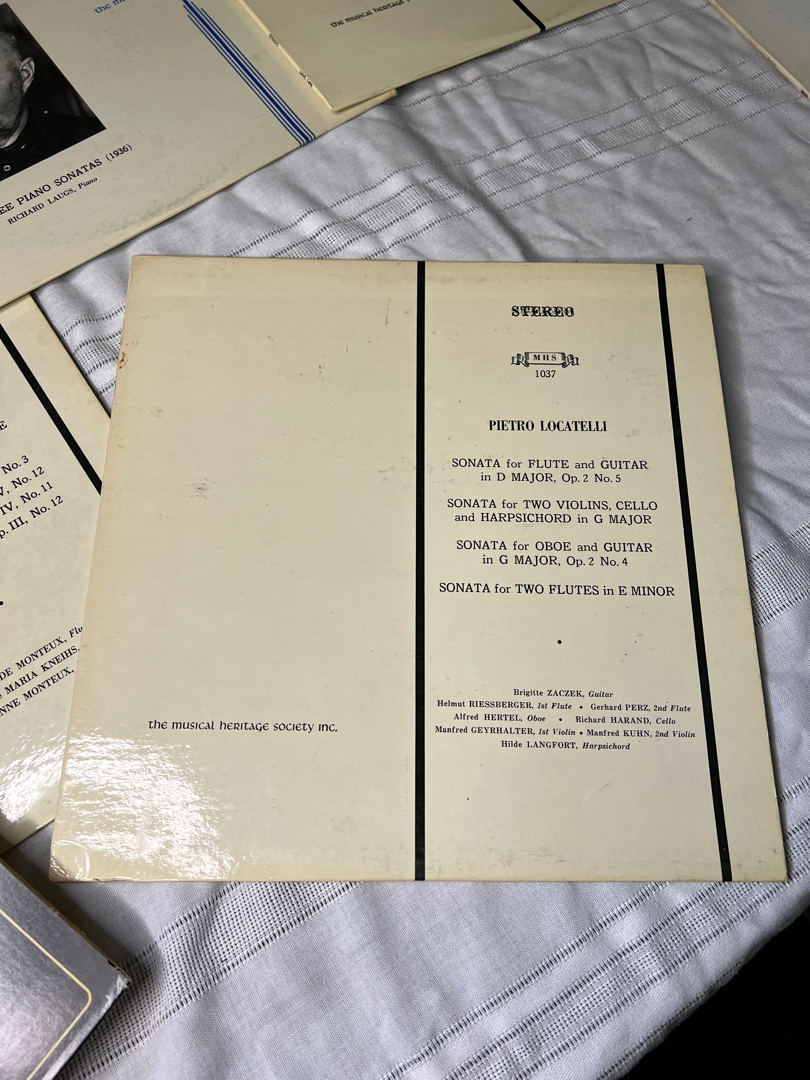 the musical heritage
EE PIANO SONATAS (1936)
RICHARD LAUGS, Piano
No. 3
V, No. 12
IV, No. 11
p. III, No. 12
DE MONTEUX,
MARIA KNEIHS,
NNE MONTEUX,
STEREO
MHS
1037
PIETRO LOCATELLI
SONATA for FLUTE and GUITAR
in D MAJOR, Op. 2 No. 5
SONATA for TWO VIOLINS, CELLO
and HARPSICHORD in G MAJOR
SONATA for OBOE and GUITAR
in G MAJOR, Op. 2 No. 4
SONATA for TWO FLUTES in E MINOR
•
Brigitte ZACZEK, Guitar
Helmut RIESSBERGER, 1st Flute • Gerhard PERZ, 2nd Flute
Alfred HERTEL, Oboe • Richard HARAND, Cello
Manfred GEYRHALTER, 1st Violin • Manfred KUHN, 2nd Violin
Hilde LANGFORT, Harpsichord
the musical heritage society inc.